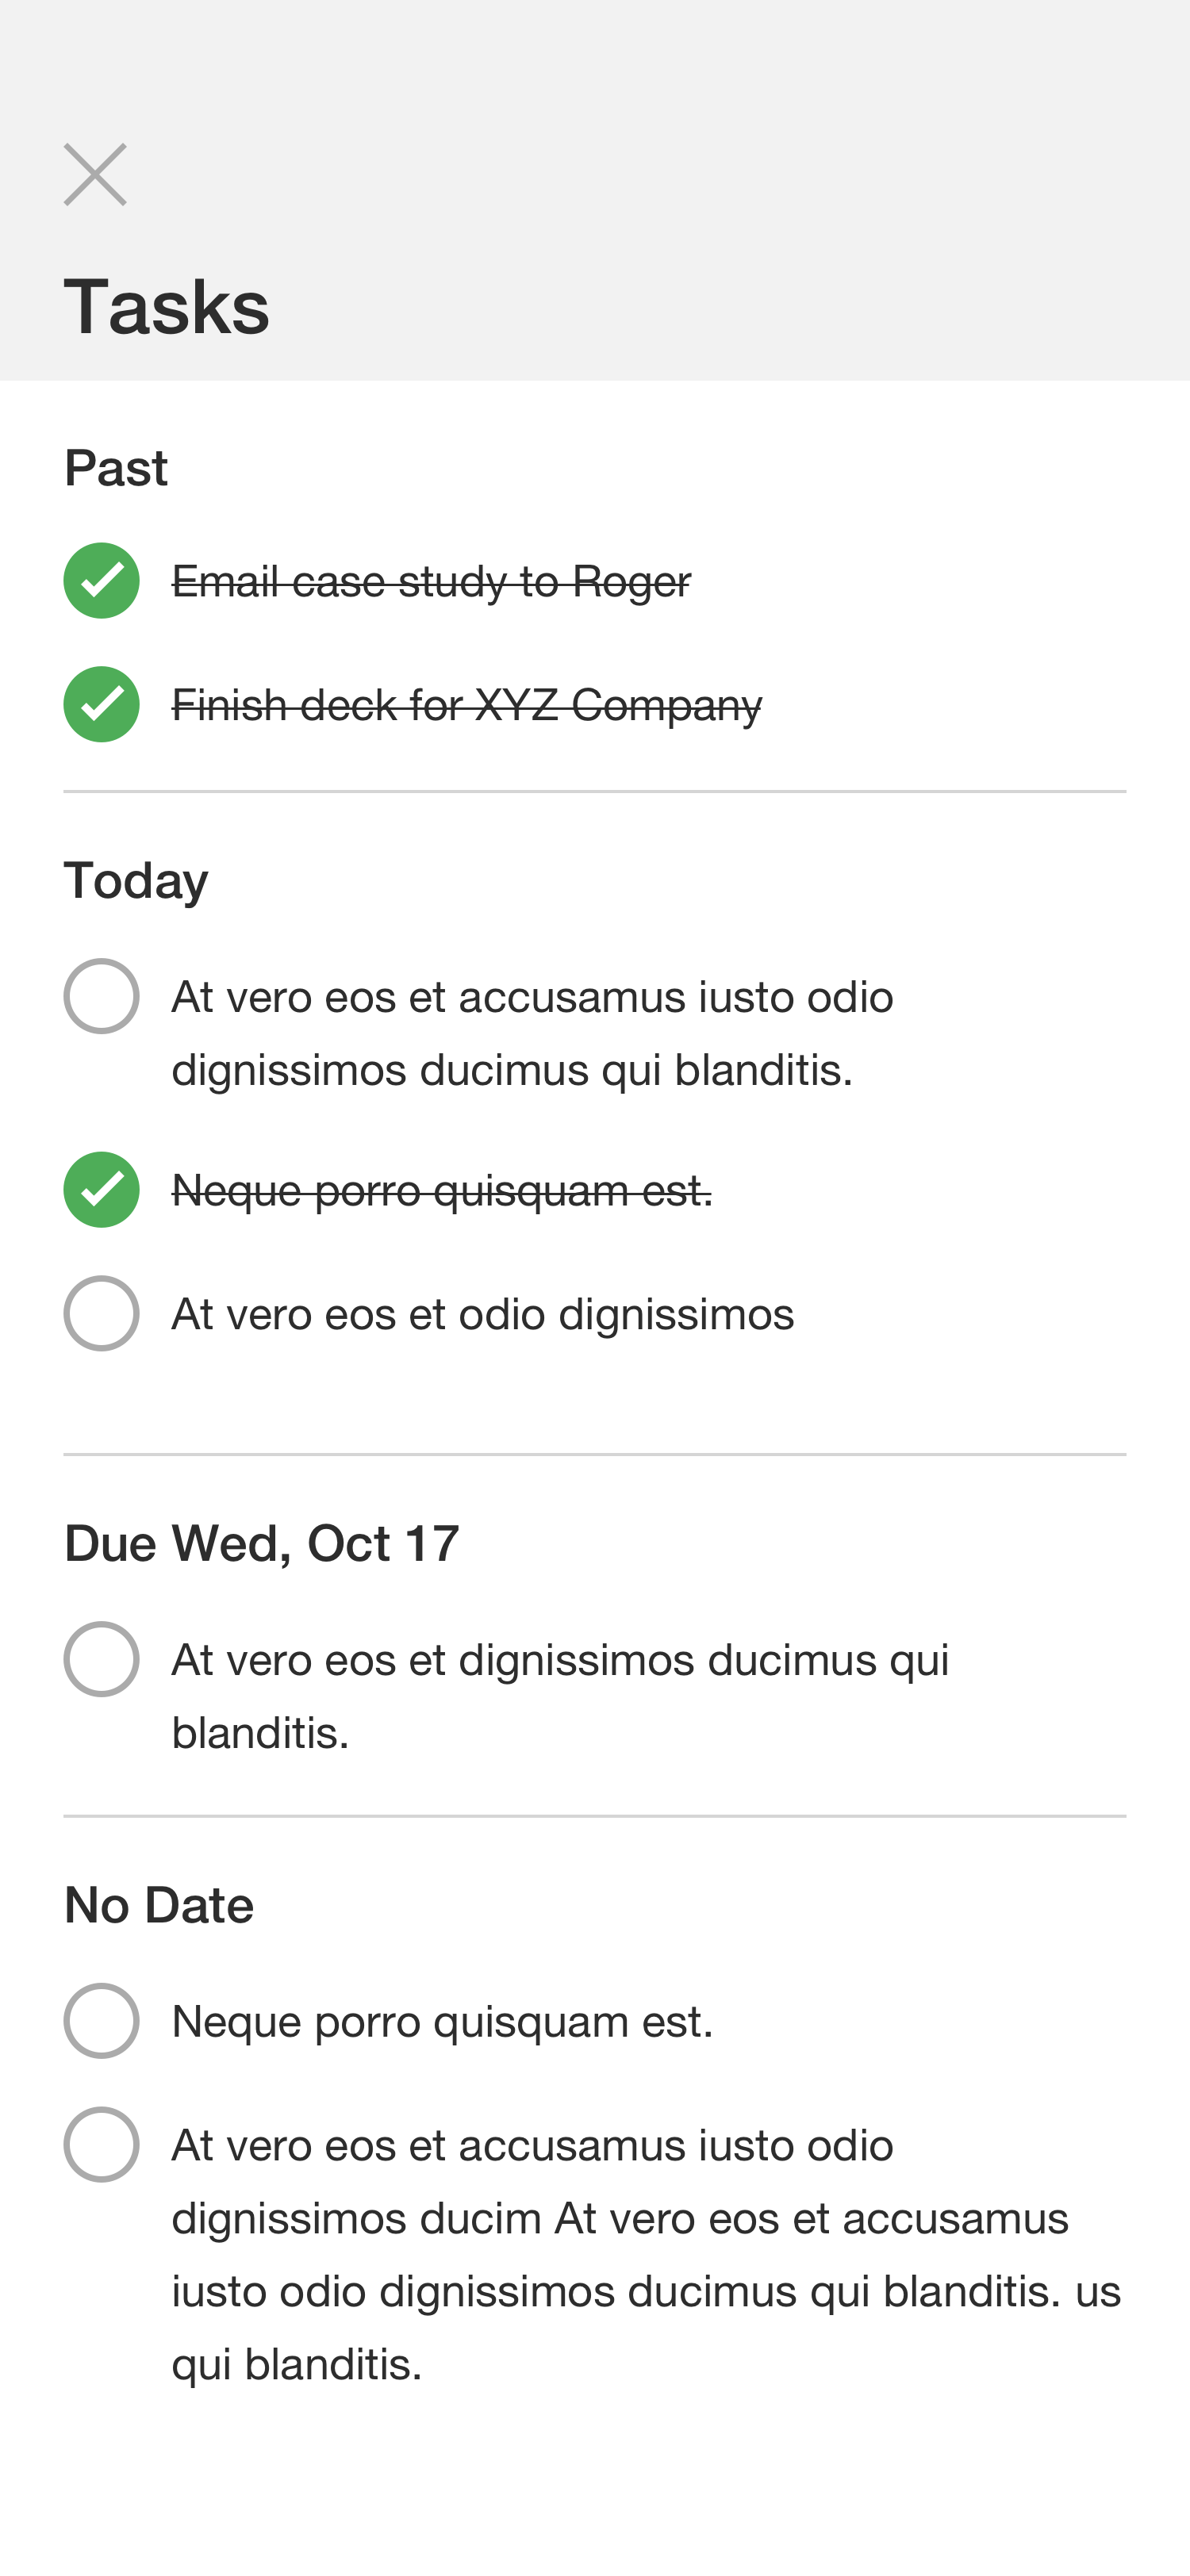 Tasks
Past
Email case study to Roger
Finish deck for XYZ Company
Today
At vero eos et accusamus iusto odio
dignissimos ducimus qui blanditis.
Neque porro quisquam est.
At vero eos et odio dignissimos
Due Wed, Oct 17
At vero eos et dignissimos ducimus qui
blanditis.
No Date
Neque porro quisquam est.
At vero eos et accusamus iusto odio
dignissimos ducim At vero eos et accusamus
iusto odio dignissimos ducimus qui blanditis. us
qui blanditis.